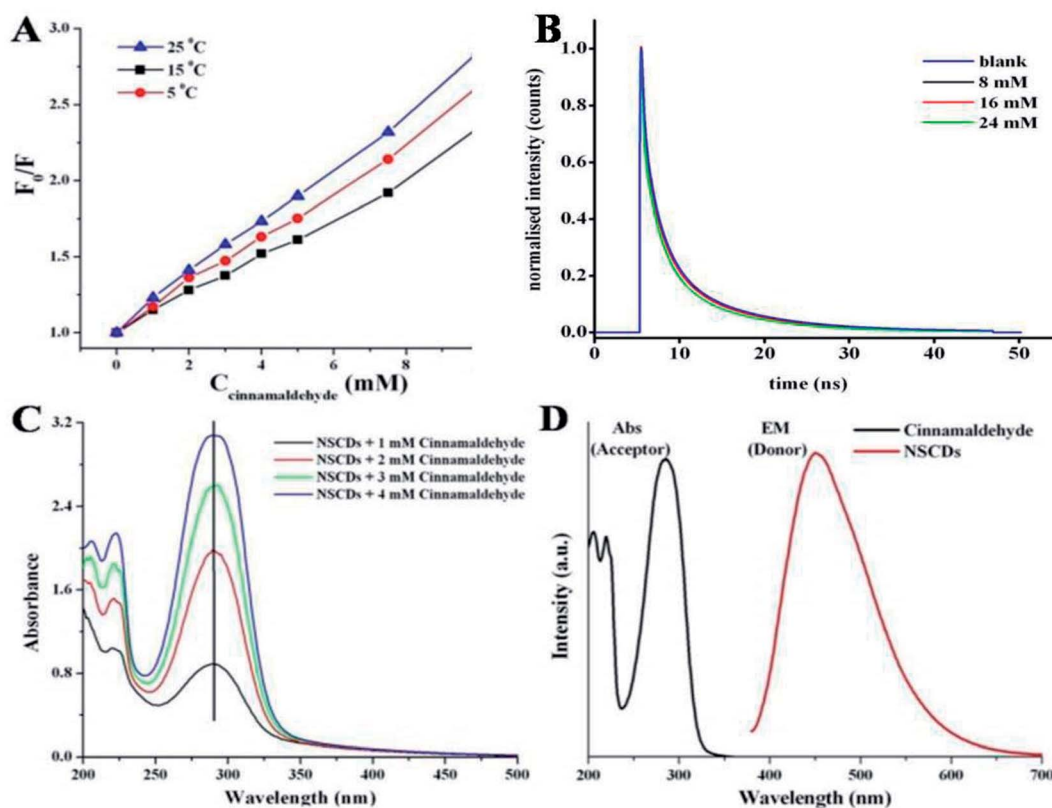 A
25 °C
15 °C
5 °C
3.0
2.5
2.0
1.5
1.0
F0/F
0 2 4 6 8
Ccinnamaldehyde (mM)
B
blank
8 mM
16 mM
24 mM
1.0
0.8
0.6
0.4
0.2
0.0
normalised intensity (counts)
0 10 20 30 40 50
time (ns)
C
NSCDs + 1 mM Cinnamaldehyde
NSCDs + 2 mM Cinnamaldehyde
NSCDs + 3 mM Cinnamaldehyde
NSCDs + 4 mM Cinnamaldehyde
3.2
2.4
1.6
0.8
0.0
Absorbance
200 250 300 350 400 450 500
Wavelength (nm)
D
Abs
(Acceptor)
EM
(Donor)
Cinnamaldehyde
NSCDs
Intensity (a.u.)
200 300 400 500 600 700
Wavelength (nm)